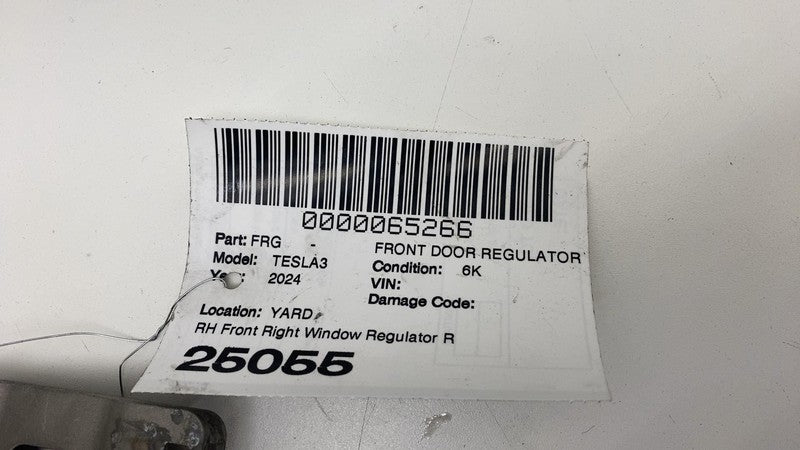 0000065266
Part: FRG - FRONT DOOR REGULATOR
Model: TESLA3 Condition: 6K
Year: 2024 VIN:
Damage Code:
Location: YARD
RH Front Right Window Regulator R
25055